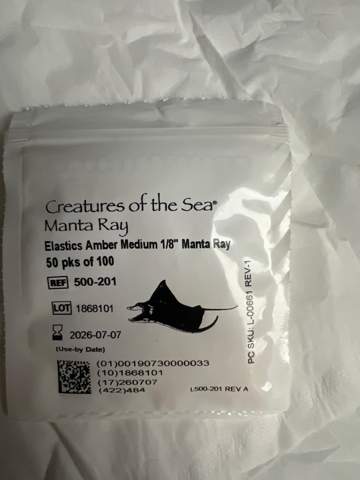 Creatures of the Sea®
Manta Ray
Elastics Amber Medium 1/8" Manta Ray
50 pks of 100
REF 500-201
LOT 1868101
2026-07-07
(Use-by Date)
(01)00190730000033
(10)1868101
(17)260707
(422)484
L500-201 REV A
PC SKU: L-00661 REV-1